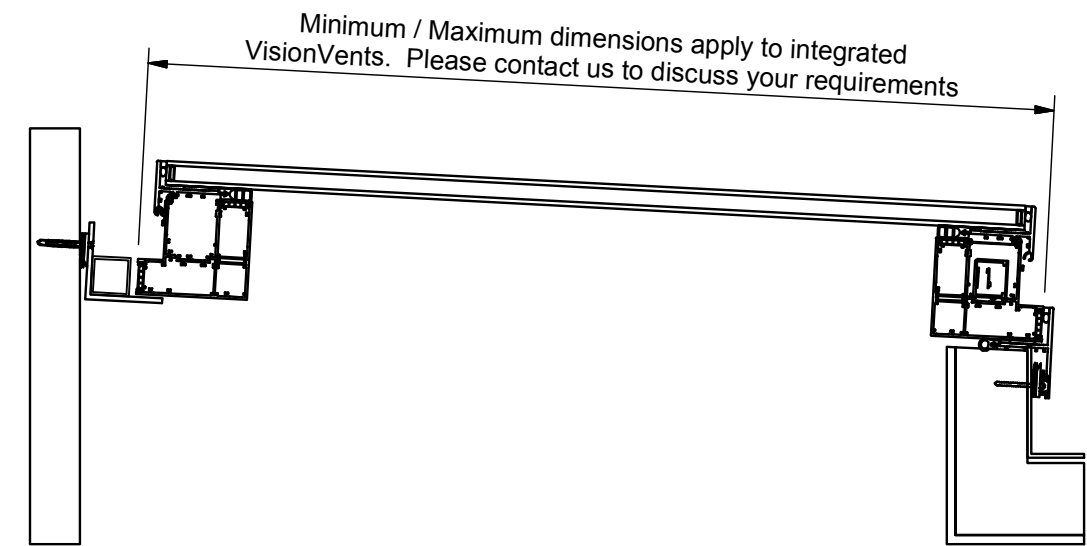 Minimum / Maximum dimensions apply to integrated
VisionVents.  Please contact us to discuss your requirements